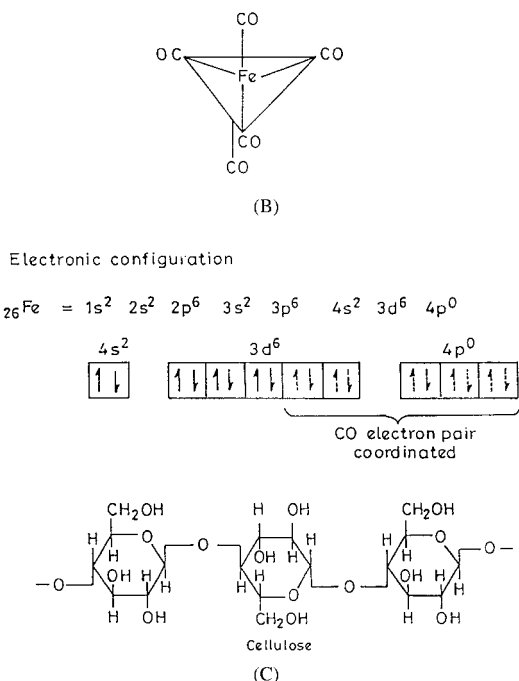 CO
OC CO
Fe
CO
CO
(B)
Electronic configuration
₂₆Fe = 1s² 2s² 2p⁶ 3s² 3p⁶ 4s² 3d⁶ 4p⁰
4s² 3d⁶ 4p⁰
CO electron pair
coordinated
CH₂OH H OH CH₂OH
H O H H O
O O
H OH H
– O OH H H OH H O OH H H
O
H OH CH₂OH H OH
Cellulose
(C)